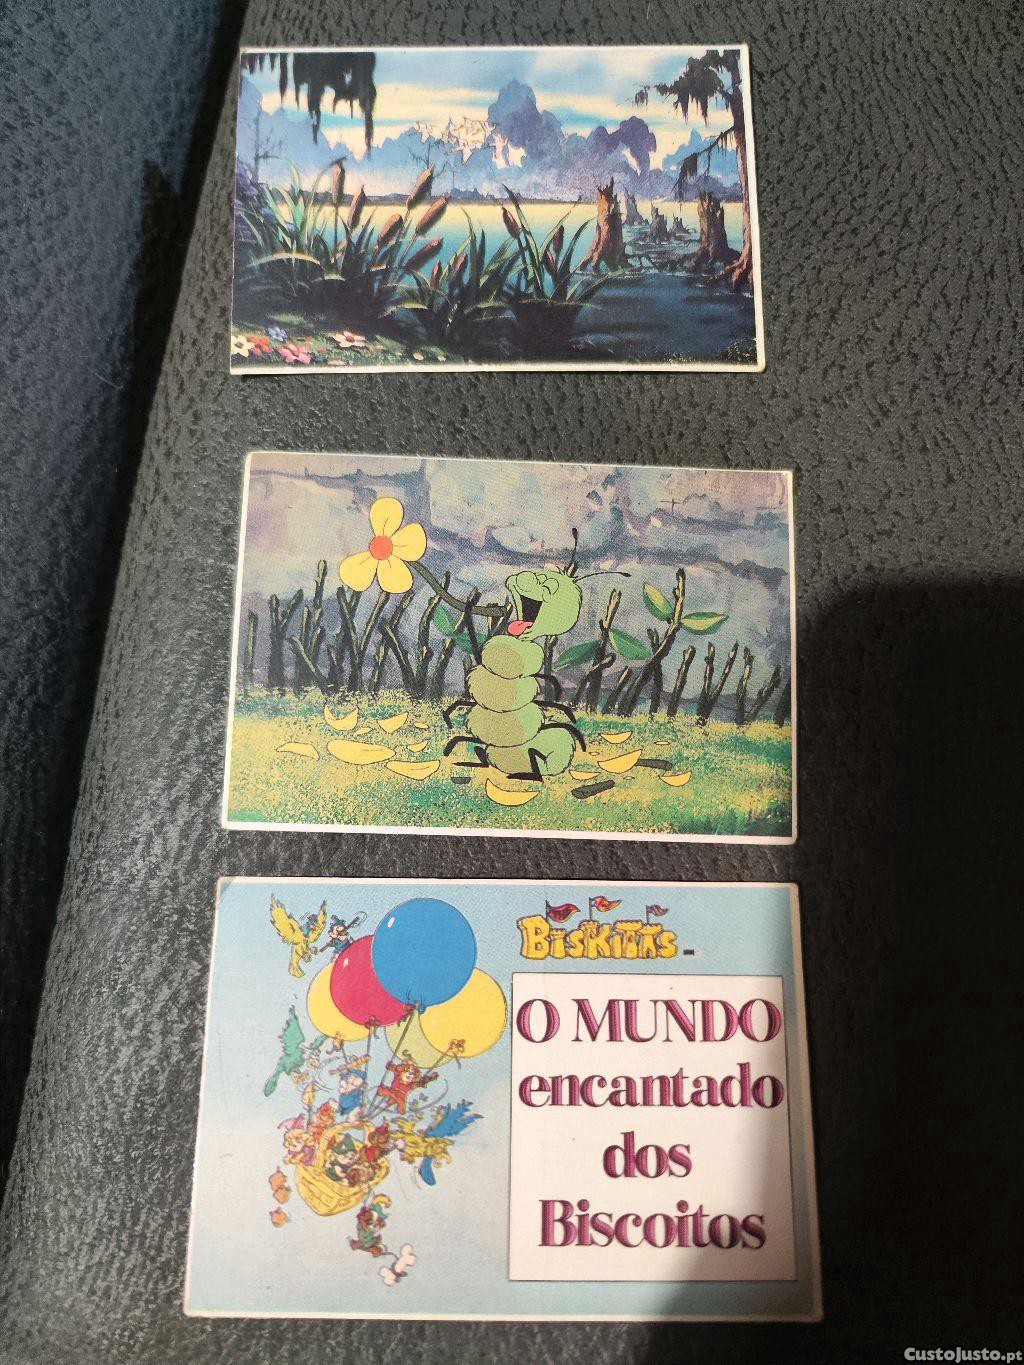 BISKITTS -
O MUNDO
encantado
dos
Biscoitos
CustoJusto.pt